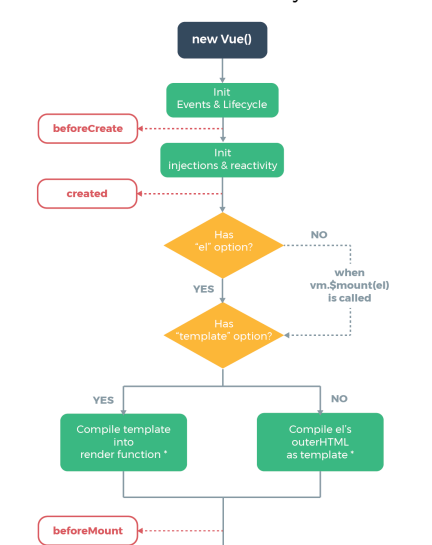 new Vue()
Init
Events & Lifecycle
beforeCreate
Init
injections & reactivity
created
Has
"el" option?
NO
when
vm.$mount(el)
is called
YES
Has
"template" option?
YES
NO
Compile template
into
render function *
Compile el's
outerHTML
as template *
beforeMount